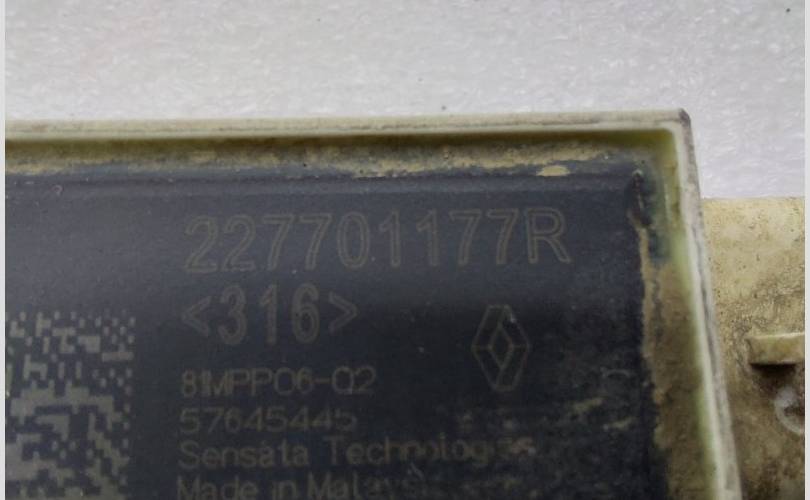 227701177R
<316>
81MPP06-02
57645445
Sensata Technologies
Made in Malaysia